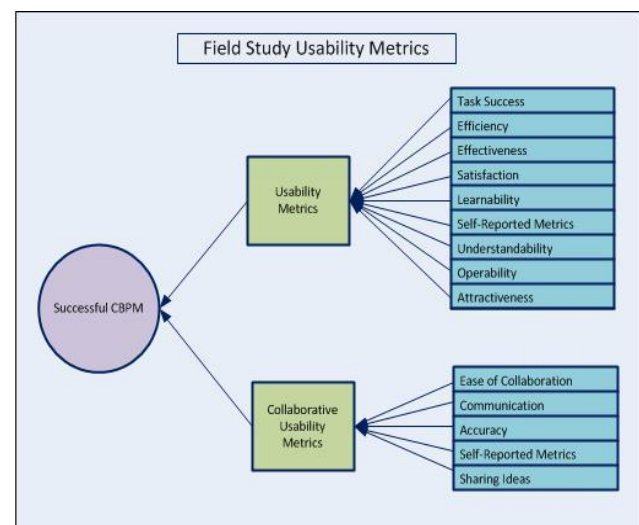 Field Study Usability Metrics
Task Success
Efficiency
Effectiveness
Satisfaction
Learnability
Self-Reported Metrics
Understandability
Operability
Attractiveness
Usability
Metrics
Successful CBPM
Collaborative
Usability
Metrics
Ease of Collaboration
Communication
Accuracy
Self-Reported Metrics
Sharing Ideas